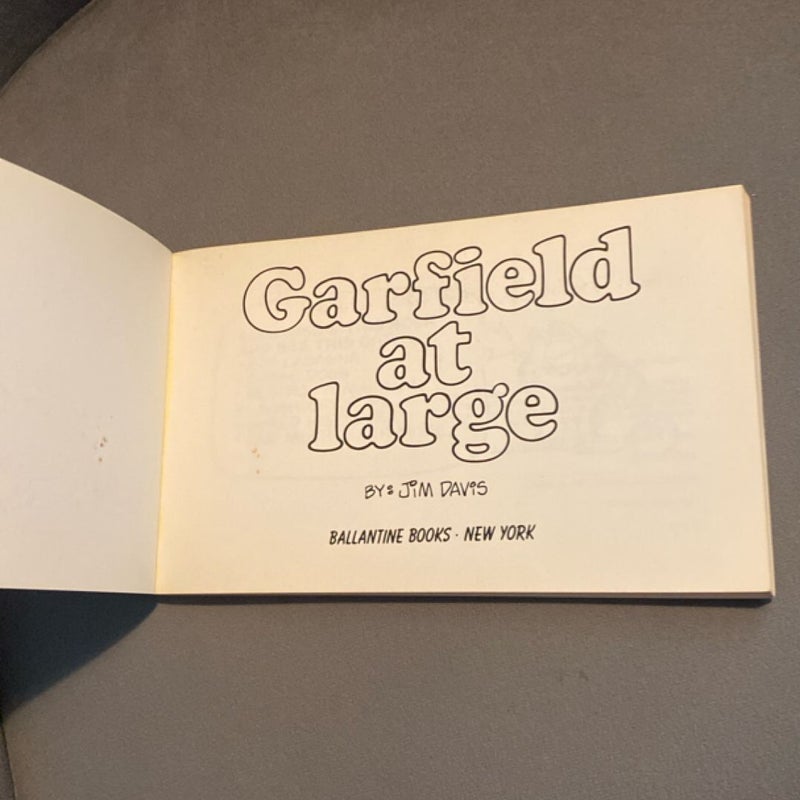 Garfield
at
large
BY: JiM DAViS
BALLANTINE BOOKS · NEW YORK